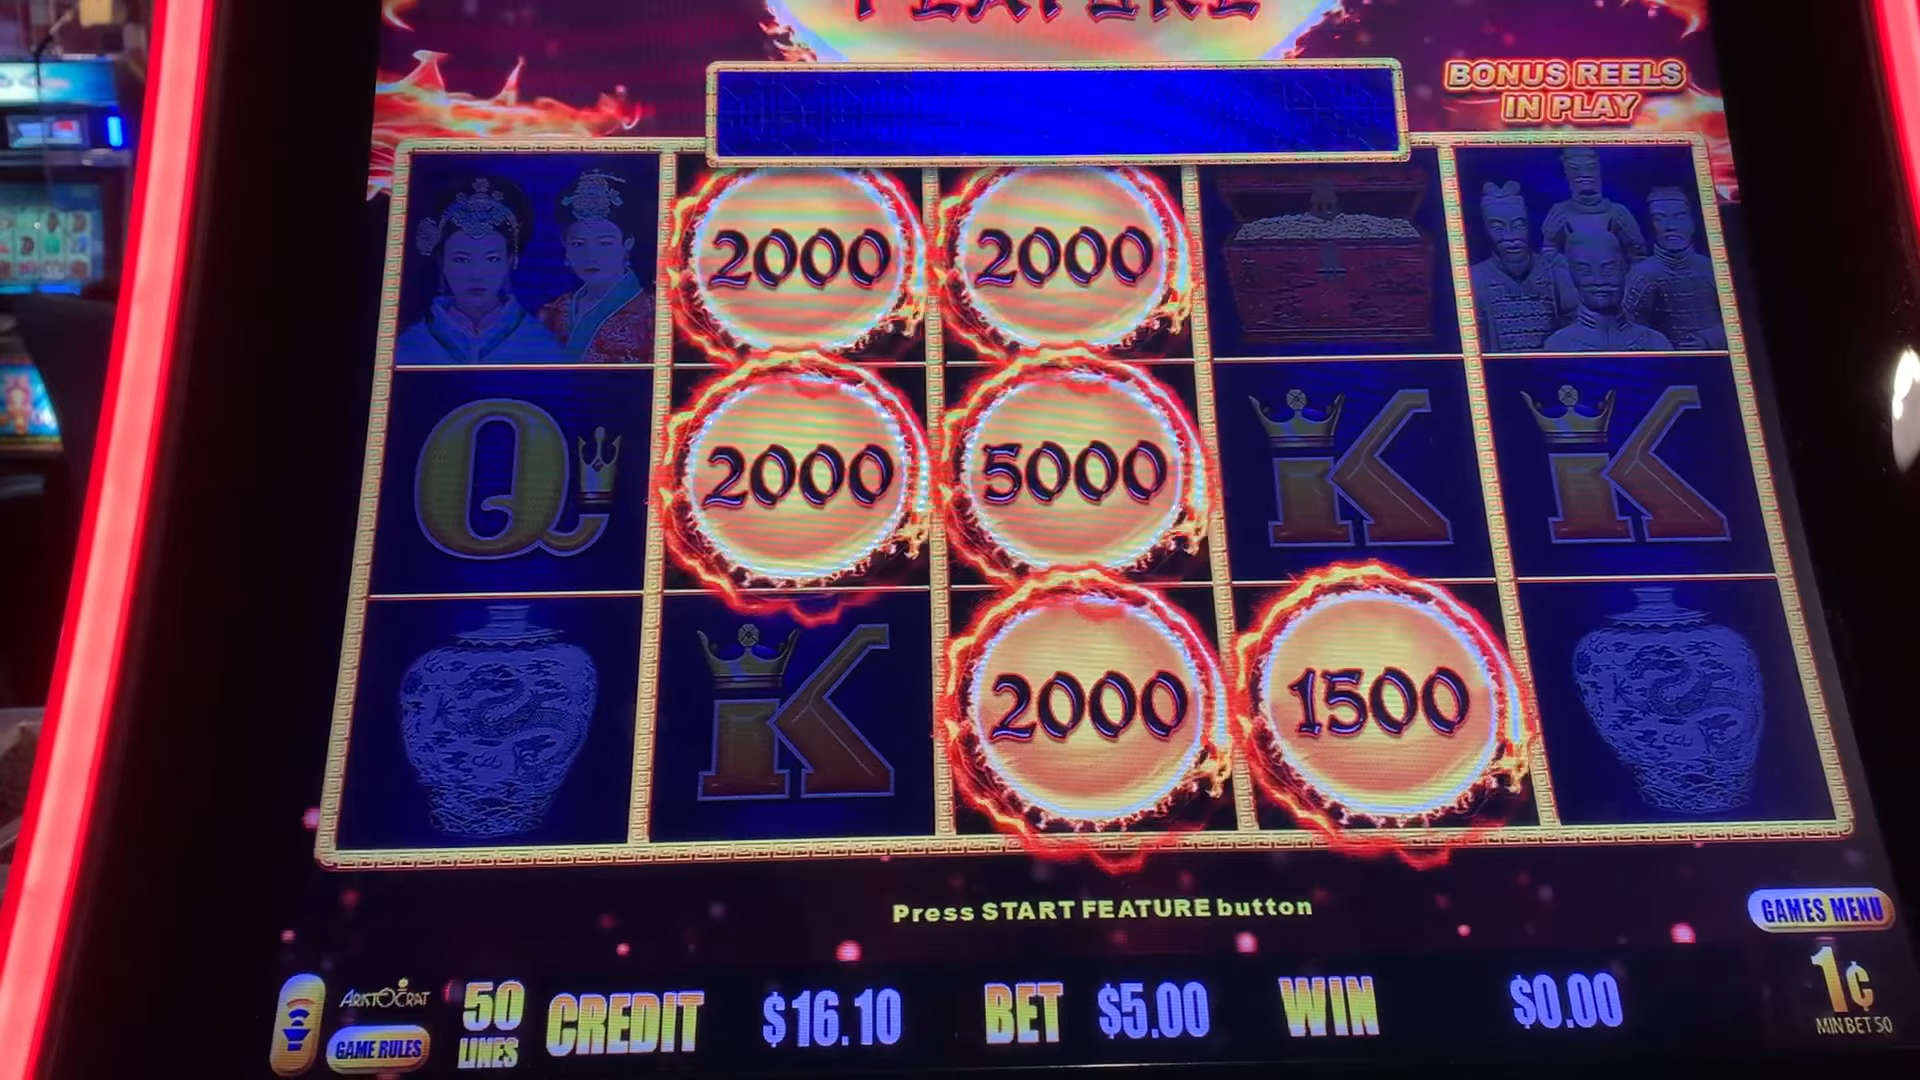 FEATURE
BONUS REELS
IN PLAY
2000
2000
2000
5000
Q
K
K
K
2000
1500
Press START FEATURE button
GAMES MENU
ARISTOCRAT
GAME RULES
50
LINES
CREDIT $16.10 BET $5.00 WIN $0.00
1¢
MIN BET 50